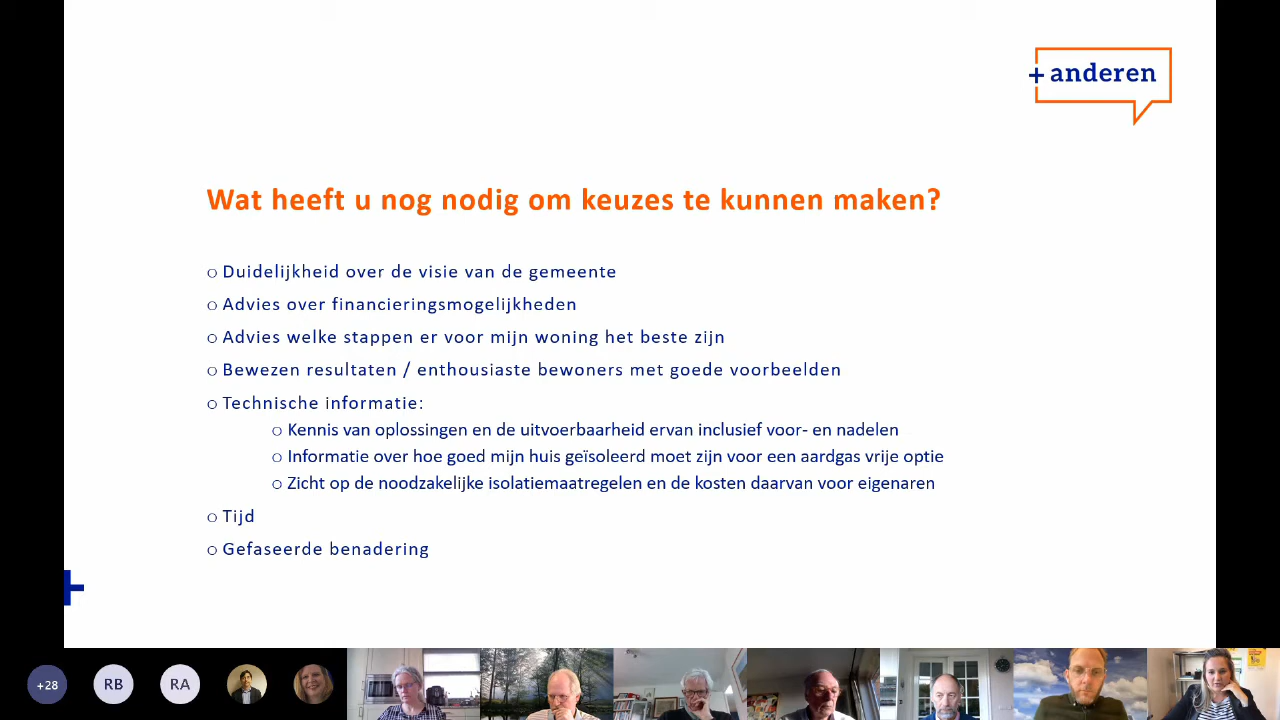 + anderen
Wat heeft u nog nodig om keuzes te kunnen maken?
o Duidelijkheid over de visie van de gemeente
o Advies over financieringsmogelijkheden
o Advies welke stappen er voor mijn woning het beste zijn
o Bewezen resultaten / enthousiaste bewoners met goede voorbeelden
o Technische informatie:
o Kennis van oplossingen en de uitvoerbaarheid ervan inclusief voor- en nadelen
o Informatie over hoe goed mijn huis geïsoleerd moet zijn voor een aardgas vrije optie
o Zicht op de noodzakelijke isolatiemaatregelen en de kosten daarvan voor eigenaren
o Tijd
o Gefaseerde benadering
+28 RB RA